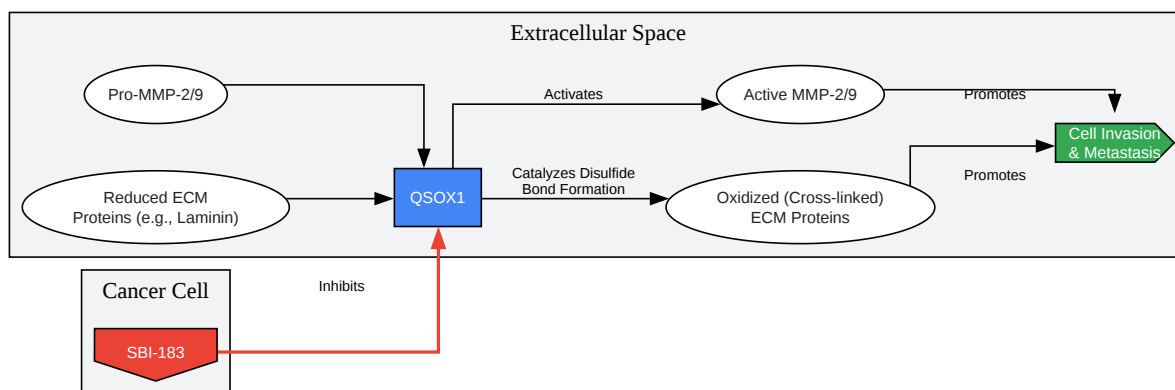 Extracellular Space
Pro-MMP-2/9
Activates
Active MMP-2/9
Promotes
Cell Invasion
& Metastasis
Reduced ECM
Proteins (e.g., Laminin)
QSOX1
Catalyzes Disulfide
Bond Formation
Oxidized (Cross-linked)
ECM Proteins
Promotes
Inhibits
Cancer Cell
SBI-183